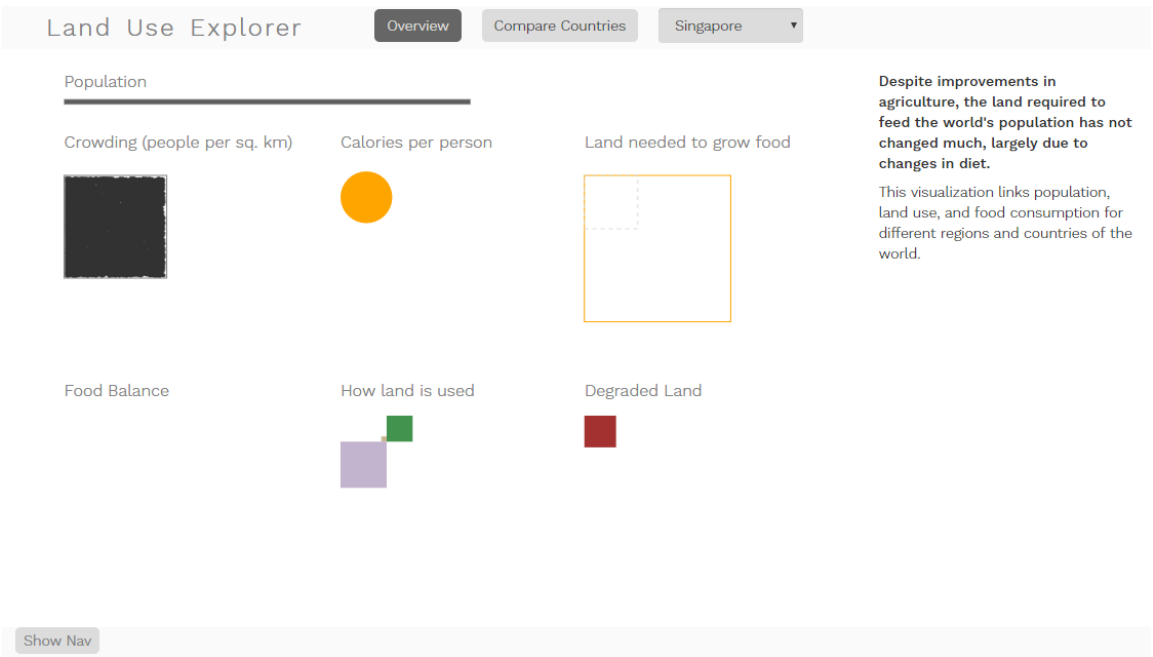 Land Use Explorer
Overview
Compare Countries
Singapore
Population
Crowding (people per sq. km)
Calories per person
Land needed to grow food
Food Balance
How land is used
Degraded Land
Despite improvements in
agriculture, the land required to
feed the world's population has not
changed much, largely due to
changes in diet.
This visualization links population,
land use, and food consumption for
different regions and countries of the
world.
Show Nav